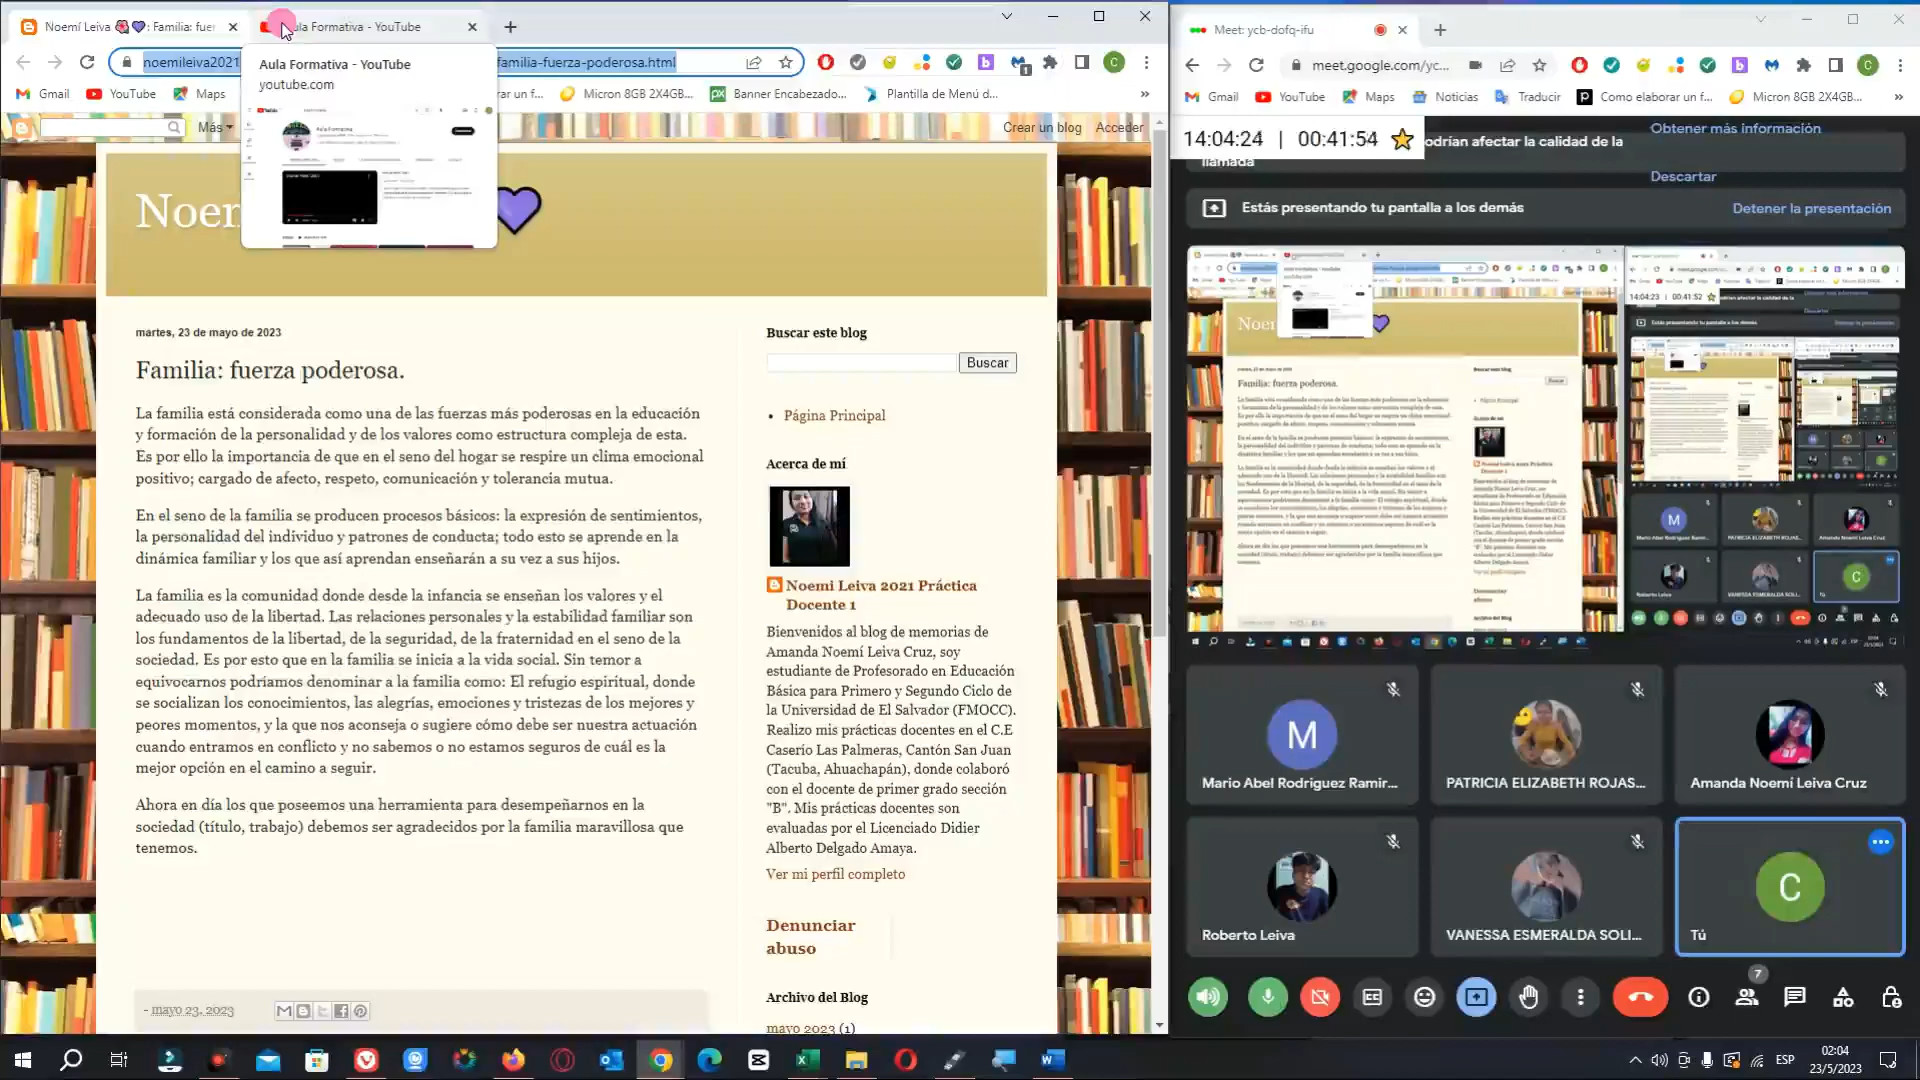 Noemí Leiva 🌺💜: Familia: fuer
ula Formativa - YouTube
noemileiva2021
familia-fuerza-poderosa.html
Aula Formativa - YouTube
youtube.com
Gmail
YouTube
Maps
rar un f...
Micron 8GB 2X4GB...
Banner Encabezado...
Plantilla de Menú d...
»
Más
Crear un blog
Acceder
Noem
martes, 23 de mayo de 2023
Familia: fuerza poderosa.
La familia está considerada como una de las fuerzas más poderosas en la educación
y formación de la personalidad y de los valores como estructura compleja de esta.
Es por ello la importancia de que en el seno del hogar se respire un clima emocional
positivo; cargado de afecto, respeto, comunicación y tolerancia mutua.
En el seno de la familia se producen procesos básicos: la expresión de sentimientos,
la personalidad del individuo y patrones de conducta; todo esto se aprende en la
dinámica familiar y los que así aprendan enseñarán a su vez a sus hijos.
La familia es la comunidad donde desde la infancia se enseñan los valores y el
adecuado uso de la libertad. Las relaciones personales y la estabilidad familiar son
los fundamentos de la libertad, de la seguridad, de la fraternidad en el seno de la
sociedad. Es por esto que en la familia se inicia a la vida social. Sin temor a
equivocarnos podríamos denominar a la familia como: El refugio espiritual, donde
se socializan los conocimientos, las alegrías, emociones y tristezas de los mejores y
peores momentos, y la que nos aconseja o sugiere cómo debe ser nuestra actuación
cuando entramos en conflicto y no sabemos o no estamos seguros de cuál es la
mejor opción en el camino a seguir.
Ahora en día los que poseemos una herramienta para desempeñarnos en la
sociedad (título, trabajo) debemos ser agradecidos por la familia maravillosa que
tenemos.
- mayo 23, 2023
Buscar este blog
Buscar
Página Principal
Acerca de mí
Noemi Leiva 2021 Práctica
Docente 1
Bienvenidos al blog de memorias de
Amanda Noemí Leiva Cruz, soy
estudiante de Profesorado en Educación
Básica para Primero y Segundo Ciclo de
la Universidad de El Salvador (FMOCC).
Realizo mis prácticas docentes en el C.E
Caserío Las Palmeras, Cantón San Juan
(Tacuba, Ahuachapán), donde colaboró
con el docente de primer grado sección
"B". Mis prácticas docentes son
evaluadas por el Licenciado Didier
Alberto Delgado Amaya.
Ver mi perfil completo
Denunciar
abuso
Archivo del Blog
mayo 2023 (1)
Meet: ycb-dofq-ifu
meet.google.com/yc...
Gmail
YouTube
Maps
Noticias
Traducir
Como elaborar un f...
Micron 8GB 2X4GB...
»
14:04:24 | 00:41:54
Obtener más información
odrían afectar la calidad de la
llamada
Descartar
Estás presentando tu pantalla a los demás
Detener la presentación
M
Mario Abel Rodriguez Ramir...
PATRICIA ELIZABETH ROJAS...
Amanda Noemí Leiva Cruz
Roberto Leiva
VANESSA ESMERALDA SOLI...
C
Tú
7
ESP
02:04
23/5/2023